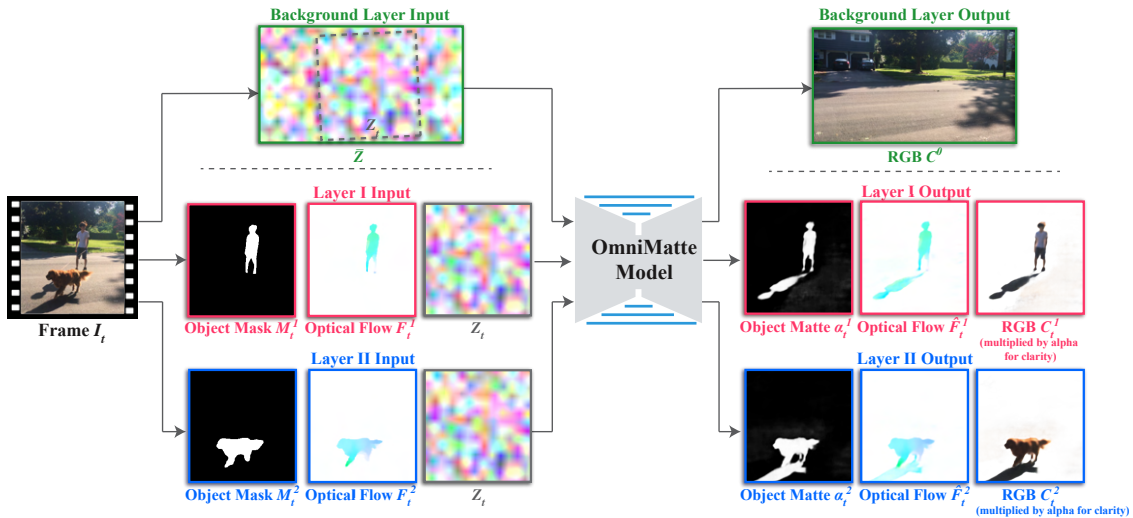 Background Layer Input
Z_t
Z̄
Background Layer Output
RGB C^0
Frame I_t
Layer I Input
Object Mask M_t^1
Optical Flow F_t^1
Z_t
Layer II Input
Object Mask M_t^2
Optical Flow F_t^2
Z_t
OmniMatte
Model
Layer I Output
Object Matte α_t^1
Optical Flow F̂_t^1
RGB C_t^1
(multiplied by alpha
for clarity)
Layer II Output
Object Matte α_t^2
Optical Flow F̂_t^2
RGB C_t^2
(multiplied by alpha for clarity)